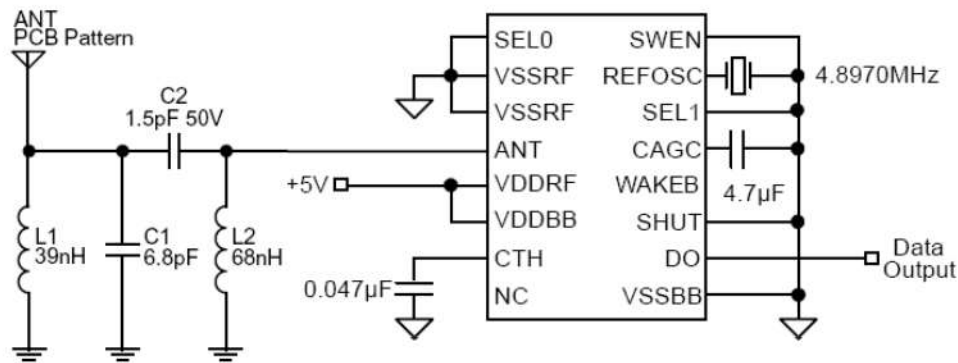 ANT
PCB Pattern
C2
1.5pF 50V
L1
39nH
C1
6.8pF
L2
68nH
+5V
0.047µF
SEL0
VSSRF
VSSRF
ANT
VDDRF
VDDBB
CTH
NC
SWEN
REFOSC
SEL1
CAGC
WAKEB
SHUT
DO
VSSBB
4.8970MHz
4.7µF
Data
Output